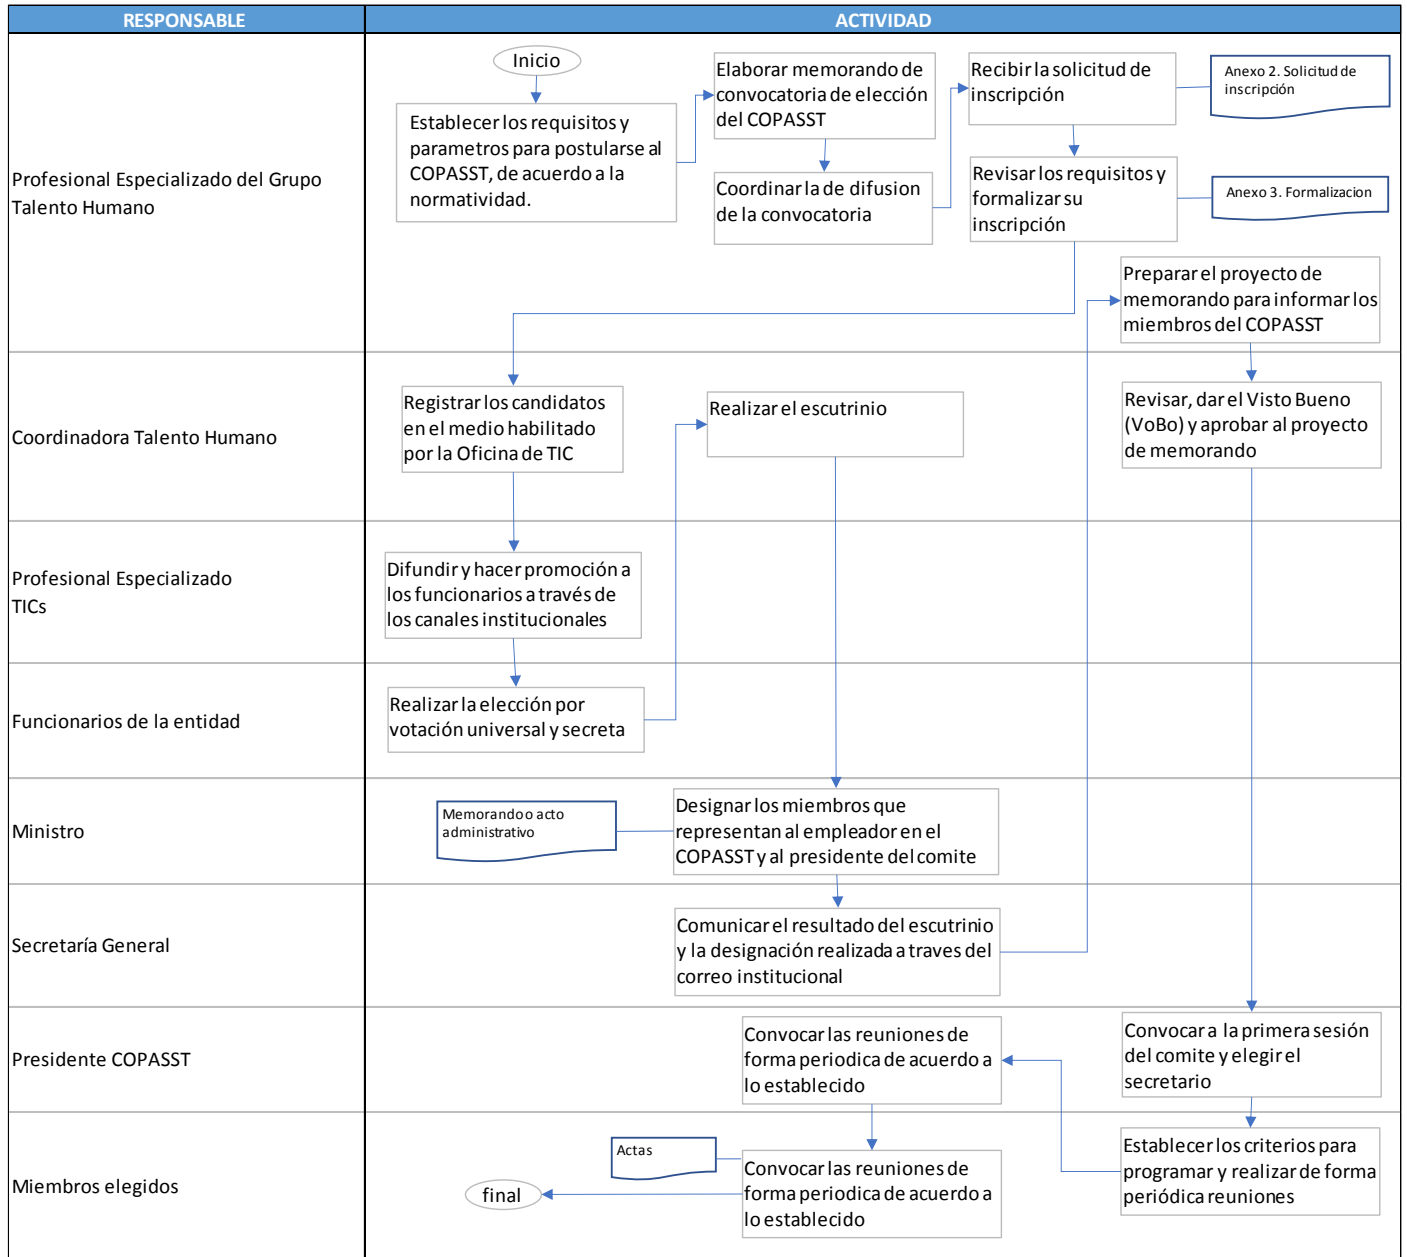 RESPONSABLE
ACTIVIDAD
Profesional Especializado del Grupo
Talento Humano
Inicio
Establecer los requisitos y
parametros para postularse al
COPASST, de acuerdo a la
normatividad.
Elaborar memorando de
convocatoria de elección
del COPASST
Coordinar la de difusion
de la convocatoria
Recibir la solicitud de
inscripción
Anexo 2. Solicitud de
inscripción
Revisar los requisitos y
formalizar su
inscripción
Anexo 3. Formalizacion
Preparar el proyecto de
memorando para informar los
miembros del COPASST
Coordinadora Talento Humano
Registrar los candidatos
en el medio habilitado
por la Oficina de TIC
Realizar el escutrinio
Revisar, dar el Visto Bueno
(VoBo) y aprobar al proyecto
de memorando
Profesional Especializado
TICs
Difundir y hacer promoción a
los funcionarios a través de
los canales institucionales
Funcionarios de la entidad
Realizar la elección por
votación universal y secreta
Ministro
Memorando o acto
administrativo
Designar los miembros que
representan al empleador en el
COPASST y al presidente del comite
Secretaría General
Comunicar el resultado del escutrinio
y la designación realizada a traves del
correo institucional
Presidente COPASST
Convocar las reuniones de
forma periodica de acuerdo a
lo establecido
Convocar a la primera sesión
del comite y elegir el
secretario
Miembros elegidos
final
Actas
Convocar las reuniones de
forma periodica de acuerdo a
lo establecido
Establecer los criterios para
programar y realizar de forma
periódica reuniones